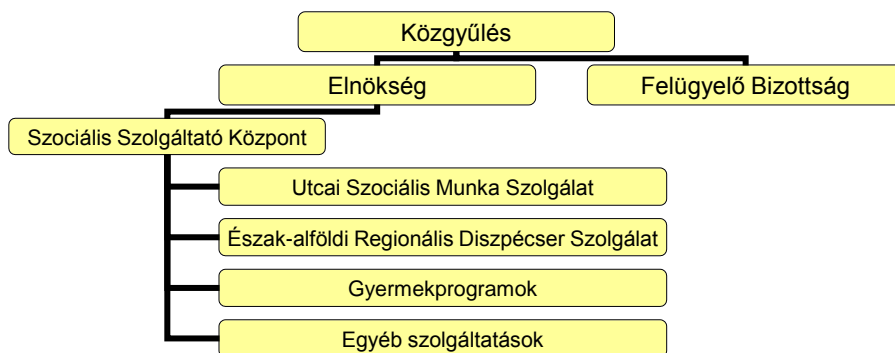 Közgyűlés
Elnökség
Felügyelő Bizottság
Szociális Szolgáltató Központ
Utcai Szociális Munka Szolgálat
Észak-alföldi Regionális Diszpécser Szolgálat
Gyermekprogramok
Egyéb szolgáltatások